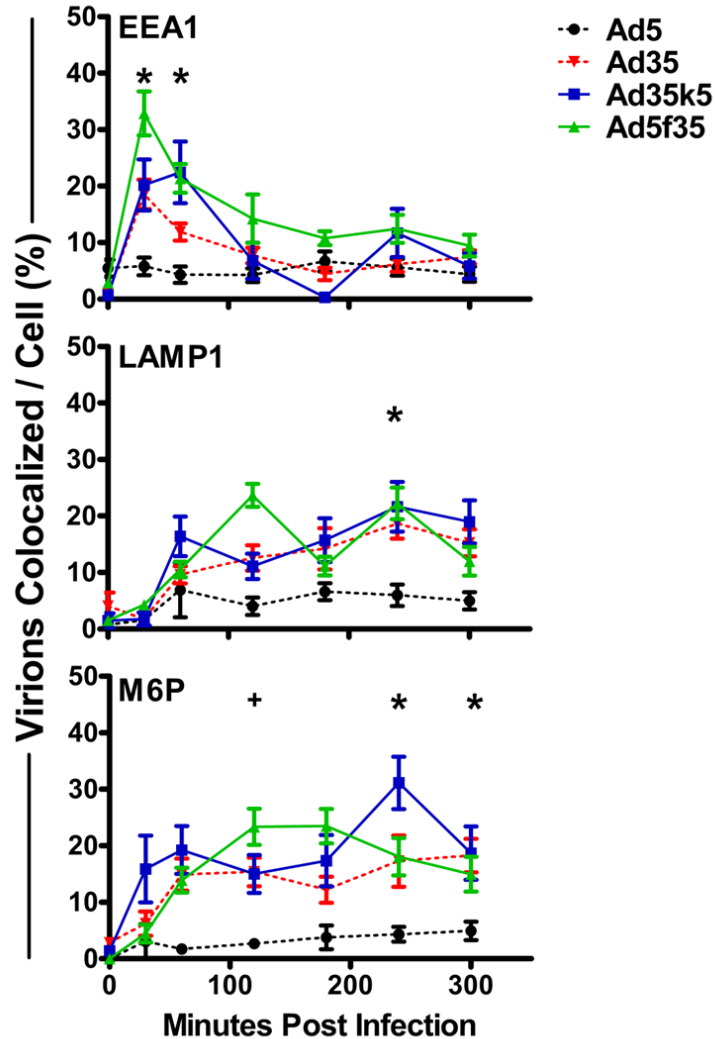 Virions Colocalized / Cell (%)
EEA1
50
40
30
20
10
0
* *
Ad5
Ad35
Ad35k5
Ad5f35
LAMP1
50
40
30
20
10
0
*
M6P
50
40
30
20
10
0
+ * *
0 100 200 300
Minutes Post Infection